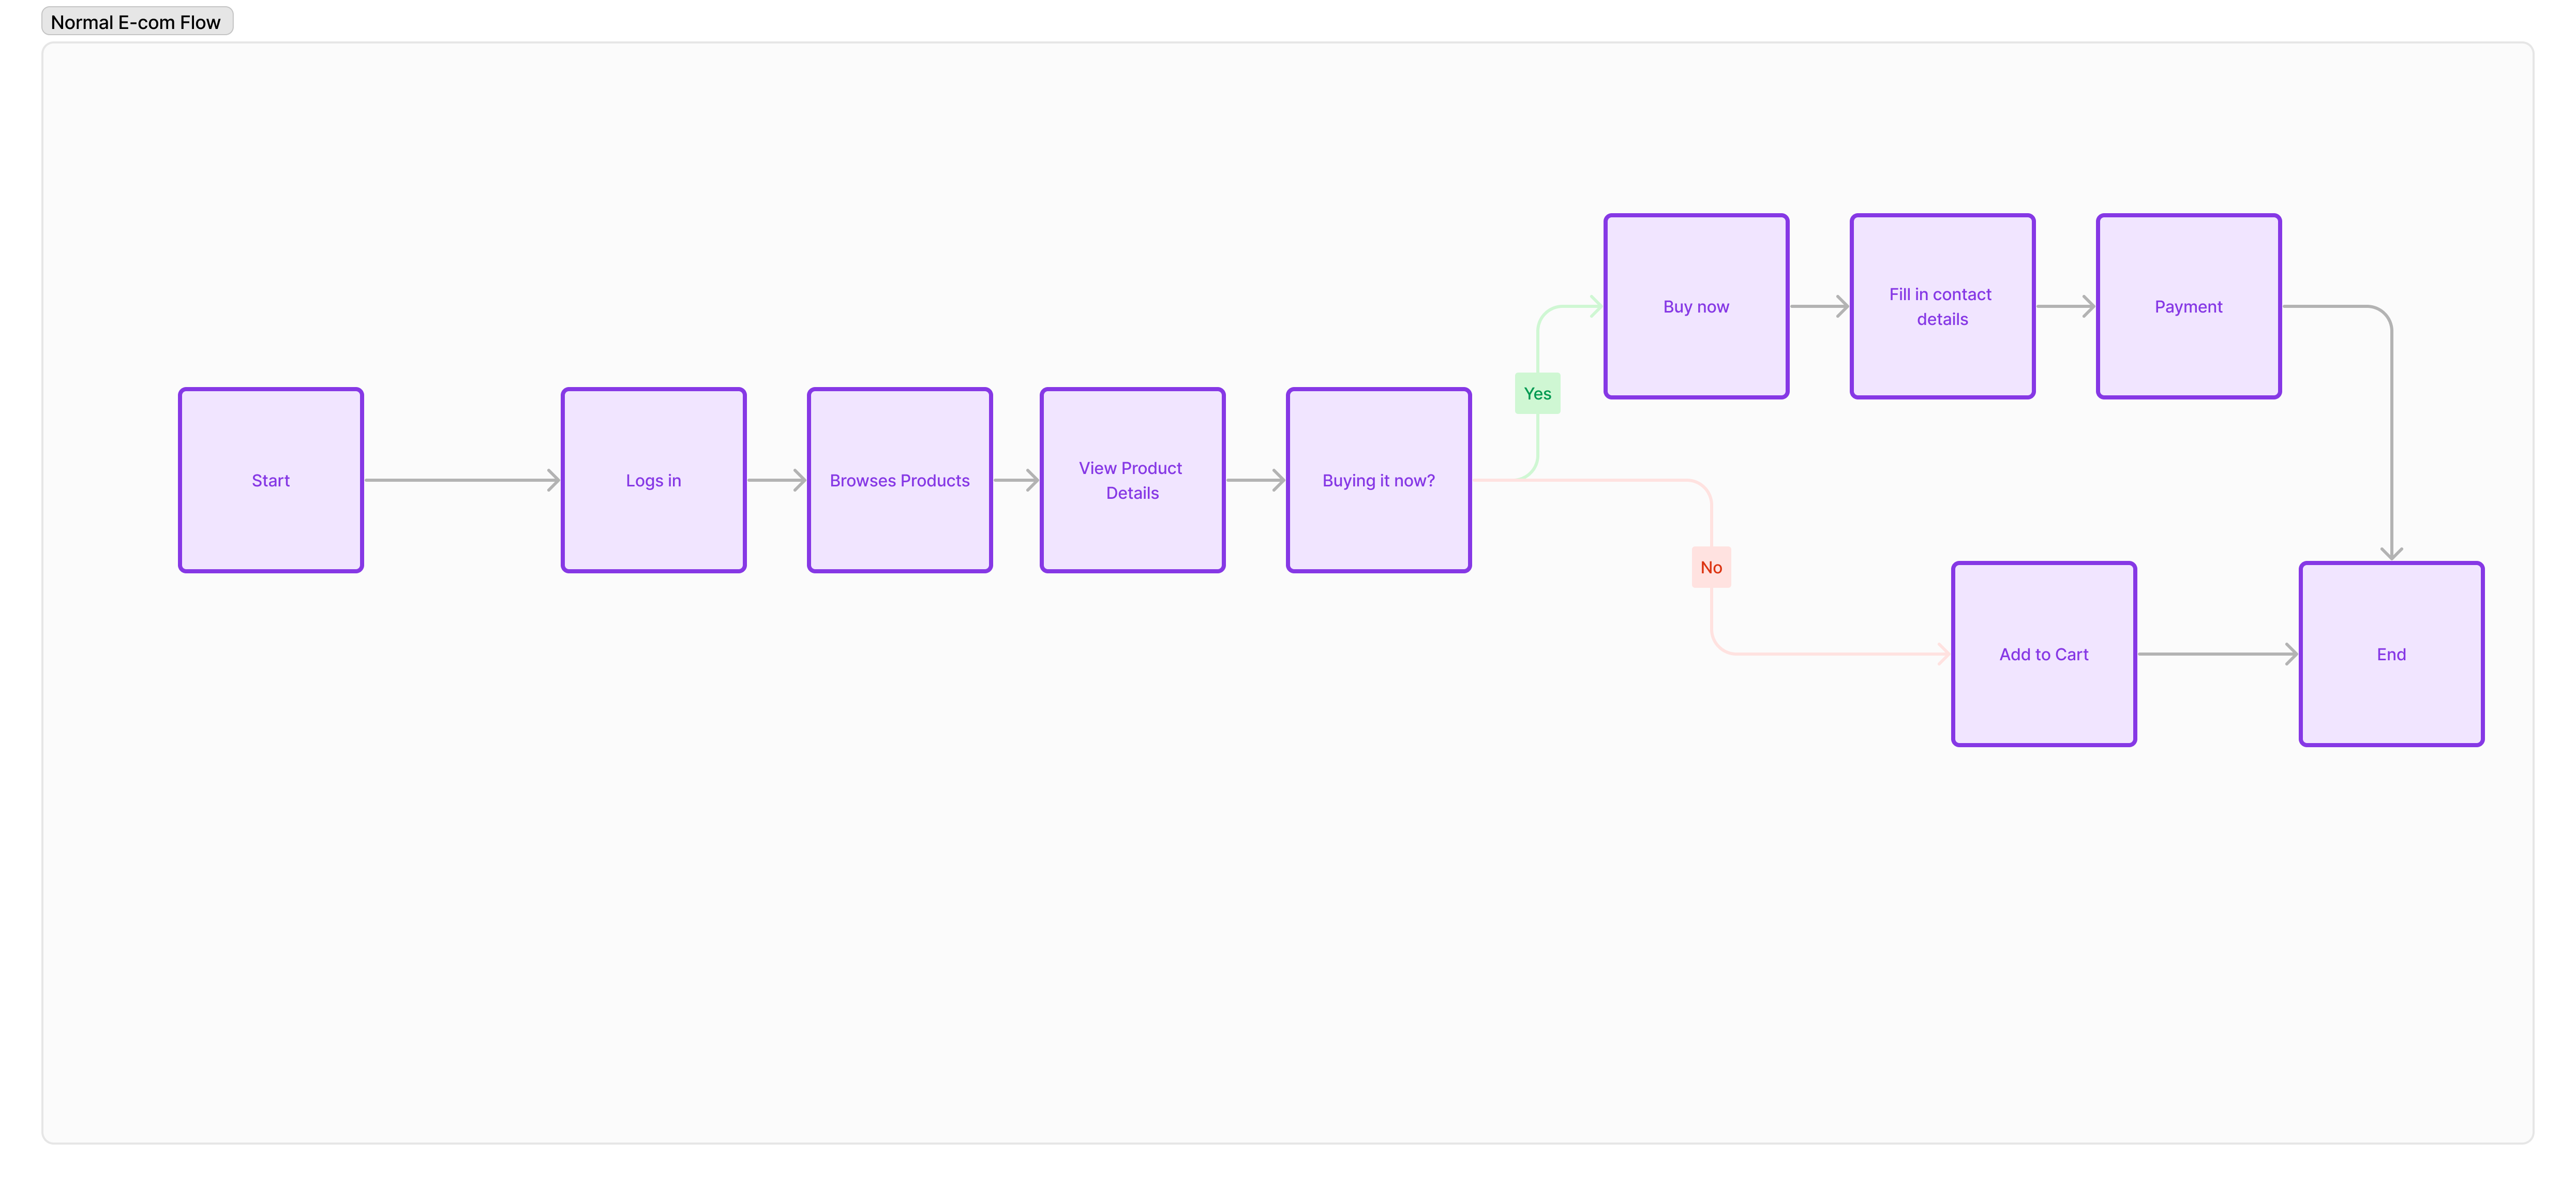 Normal E-com Flow
Start
Logs in
Browses Products
View Product
Details
Buying it now?
Yes
Buy now
Fill in contact
details
Payment
No
Add to Cart
End